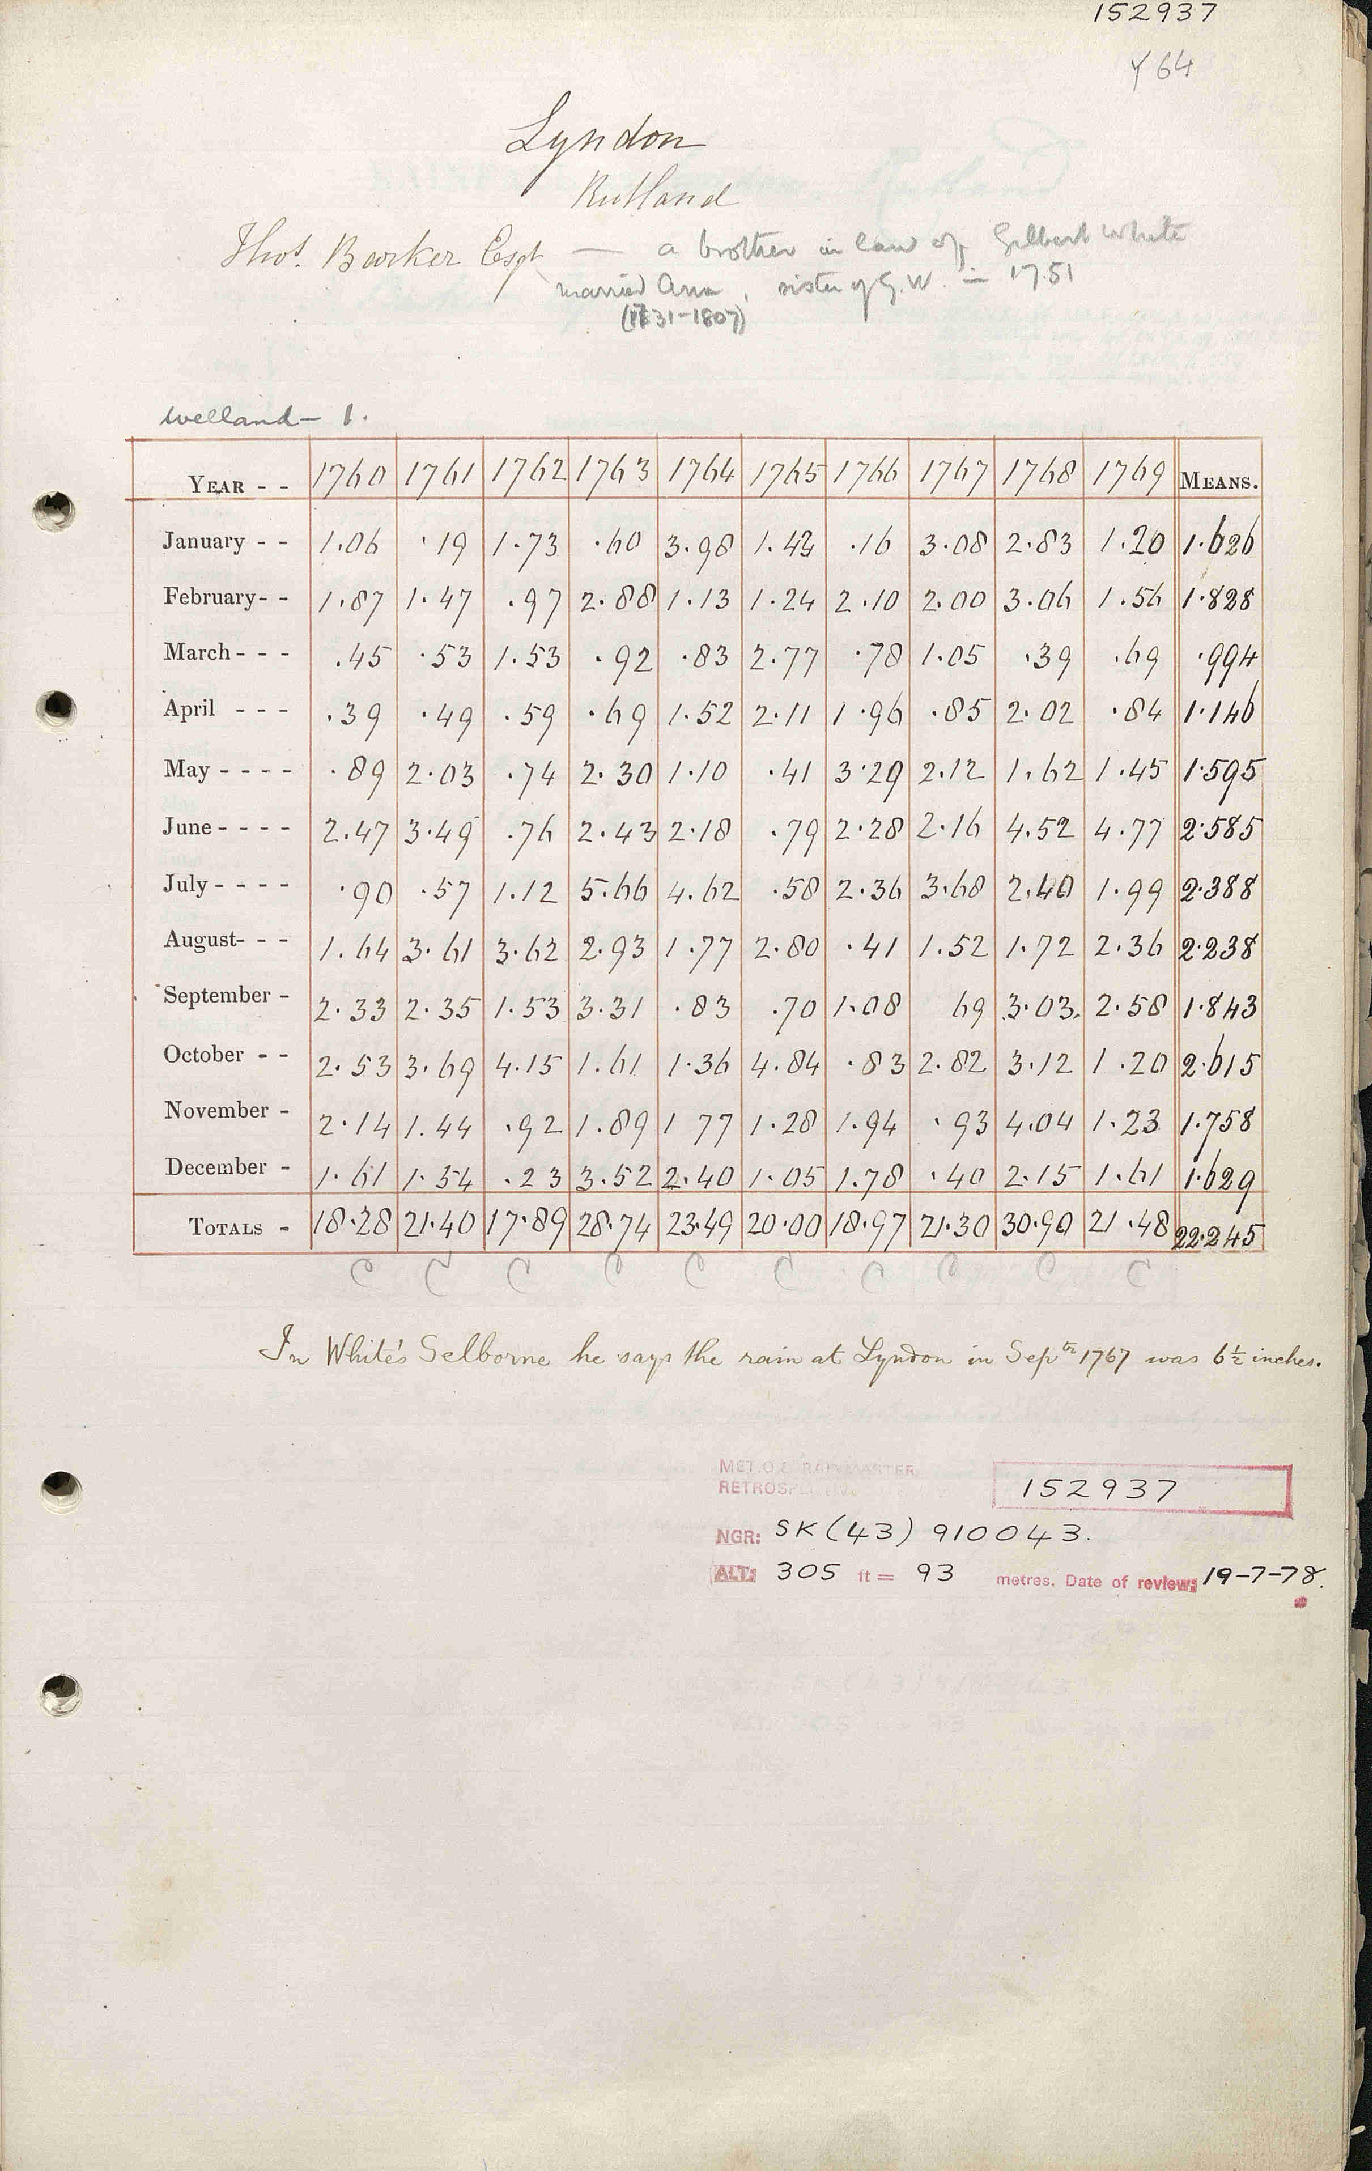 152937
Y 64
Lyndon
Rutland
Thos. Barker Esqr — a brother in law of Gilbert White
married Ann, sister of G.W. in 1751
(1731-1807)
Welland - 1.
YEAR - - 1760 1761 1762 1763 1764 1765 1766 1767 1768 1769 MEANS.
January - - 1.06 .19 1.73 .60 3.98 1.44 .16 3.08 2.83 1.20 1.626
February- - 1.87 1.47 .97 2.88 1.13 1.24 2.10 2.00 3.06 1.56 1.828
March- - - .45 .53 1.53 .92 .83 2.77 .78 1.05 .39 .69 .994
April - - - .39 .49 .59 .69 1.52 2.11 1.96 .85 2.02 .84 1.146
May - - - - .89 2.03 .74 2.30 1.10 .41 3.29 2.12 1.62 1.45 1.595
June - - - - 2.47 3.49 .76 2.43 2.18 .79 2.28 2.16 4.52 4.77 2.585
July - - - - .90 .57 1.12 5.66 4.62 .58 2.36 3.68 2.40 1.99 2.388
August- - - 1.64 3.61 3.62 2.93 1.77 2.80 .41 1.52 1.72 2.36 2.238
September - 2.33 2.35 1.53 3.31 .83 .70 1.08 69 3.03 2.58 1.843
October - - 2.53 3.69 4.15 1.61 1.36 4.84 .83 2.82 3.12 1.20 2.615
November - 2.14 1.44 .92 1.89 1 77 1.28 1.94 .93 4.04 1.23 1.758
December - 1.61 1.54 .23 3.52 2.40 1.05 1.78 .40 2.15 1.61 1.629
TOTALS - 18.28 21.40 17.89 28.74 23.49 20.00 18.97 21.30 30.90 21.48 22.245
C C C C C C C C C C
In White's Selborne he says the rain at Lyndon in Septr 1767 was 6½ inches.
MET.O.8 RAINMASTER
RETROSPECTIVE
152937
NGR: SK (43) 910043.
ALT: 305 ft = 93 metres. Date of review: 19-7-78.